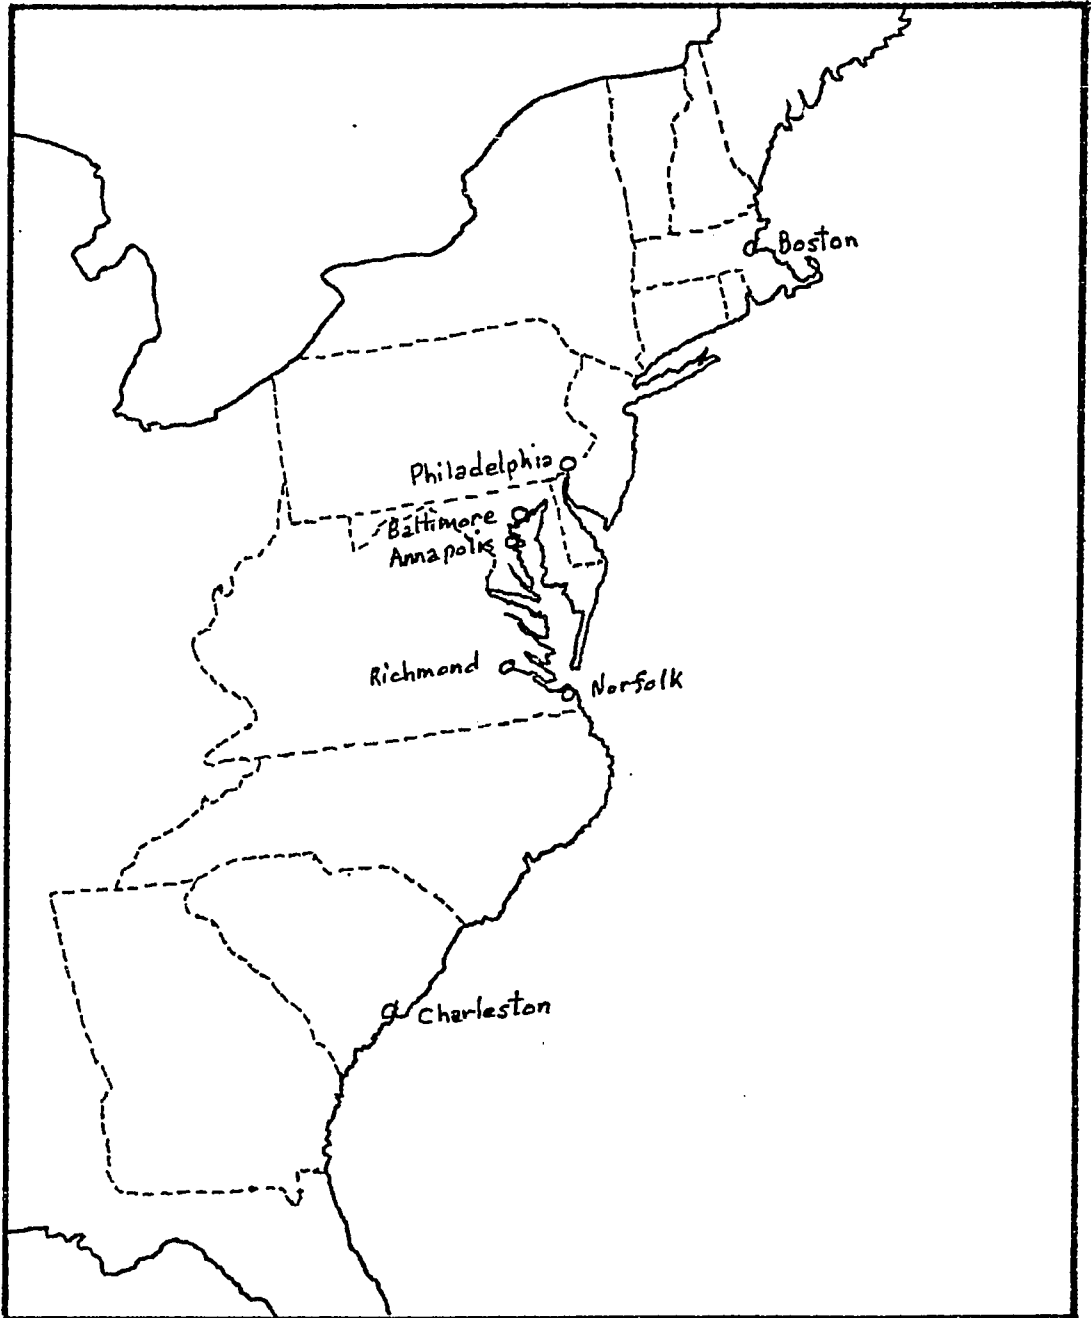 Boston
Philadelphia
Baltimore
Annapolis
Richmond
Norfolk
Charleston